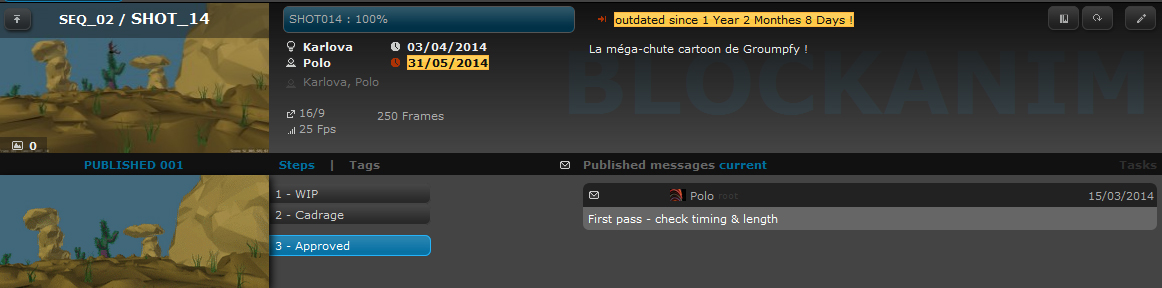 SEQ_02 / SHOT_14
SHOT014 : 100%
outdated since 1 Year 2 Monthes 8 Days !
Karlova
03/04/2014
Polo
31/05/2014
Karlova, Polo
La méga-chute cartoon de Groumpfy !
BLOCKANIM
16/9
250 Frames
25 Fps
0
PUBLISHED 001
Steps | Tags
Published messages current
Tasks
1 - WIP
2 - Cadrage
3 - Approved
Polo root
15/03/2014
First pass - check timing & length